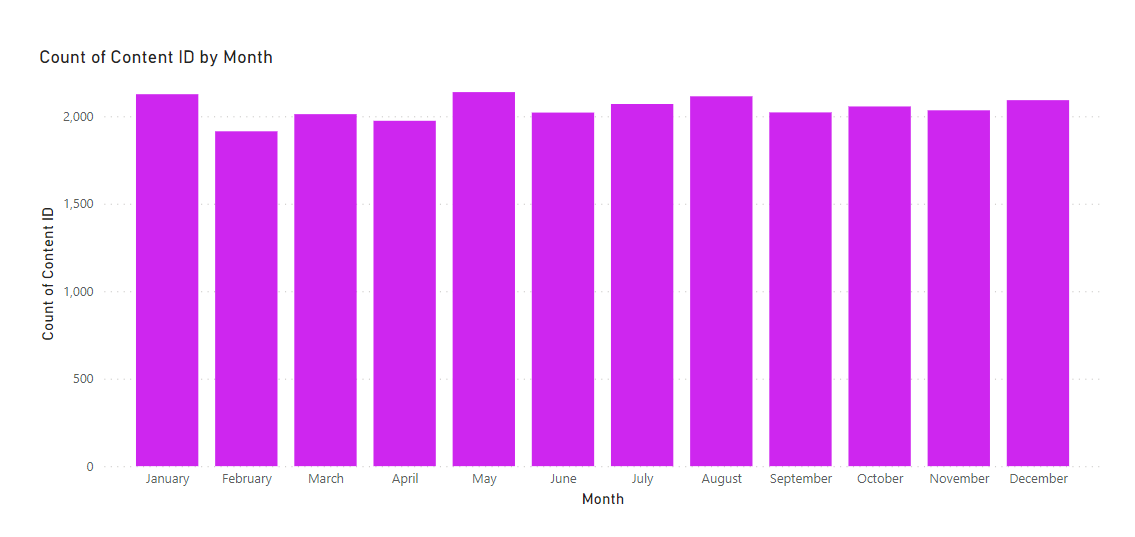 Count of Content ID by Month
Count of Content ID
2,000
1,500
1,000
500
0
January February March April May June July August September October November December
Month